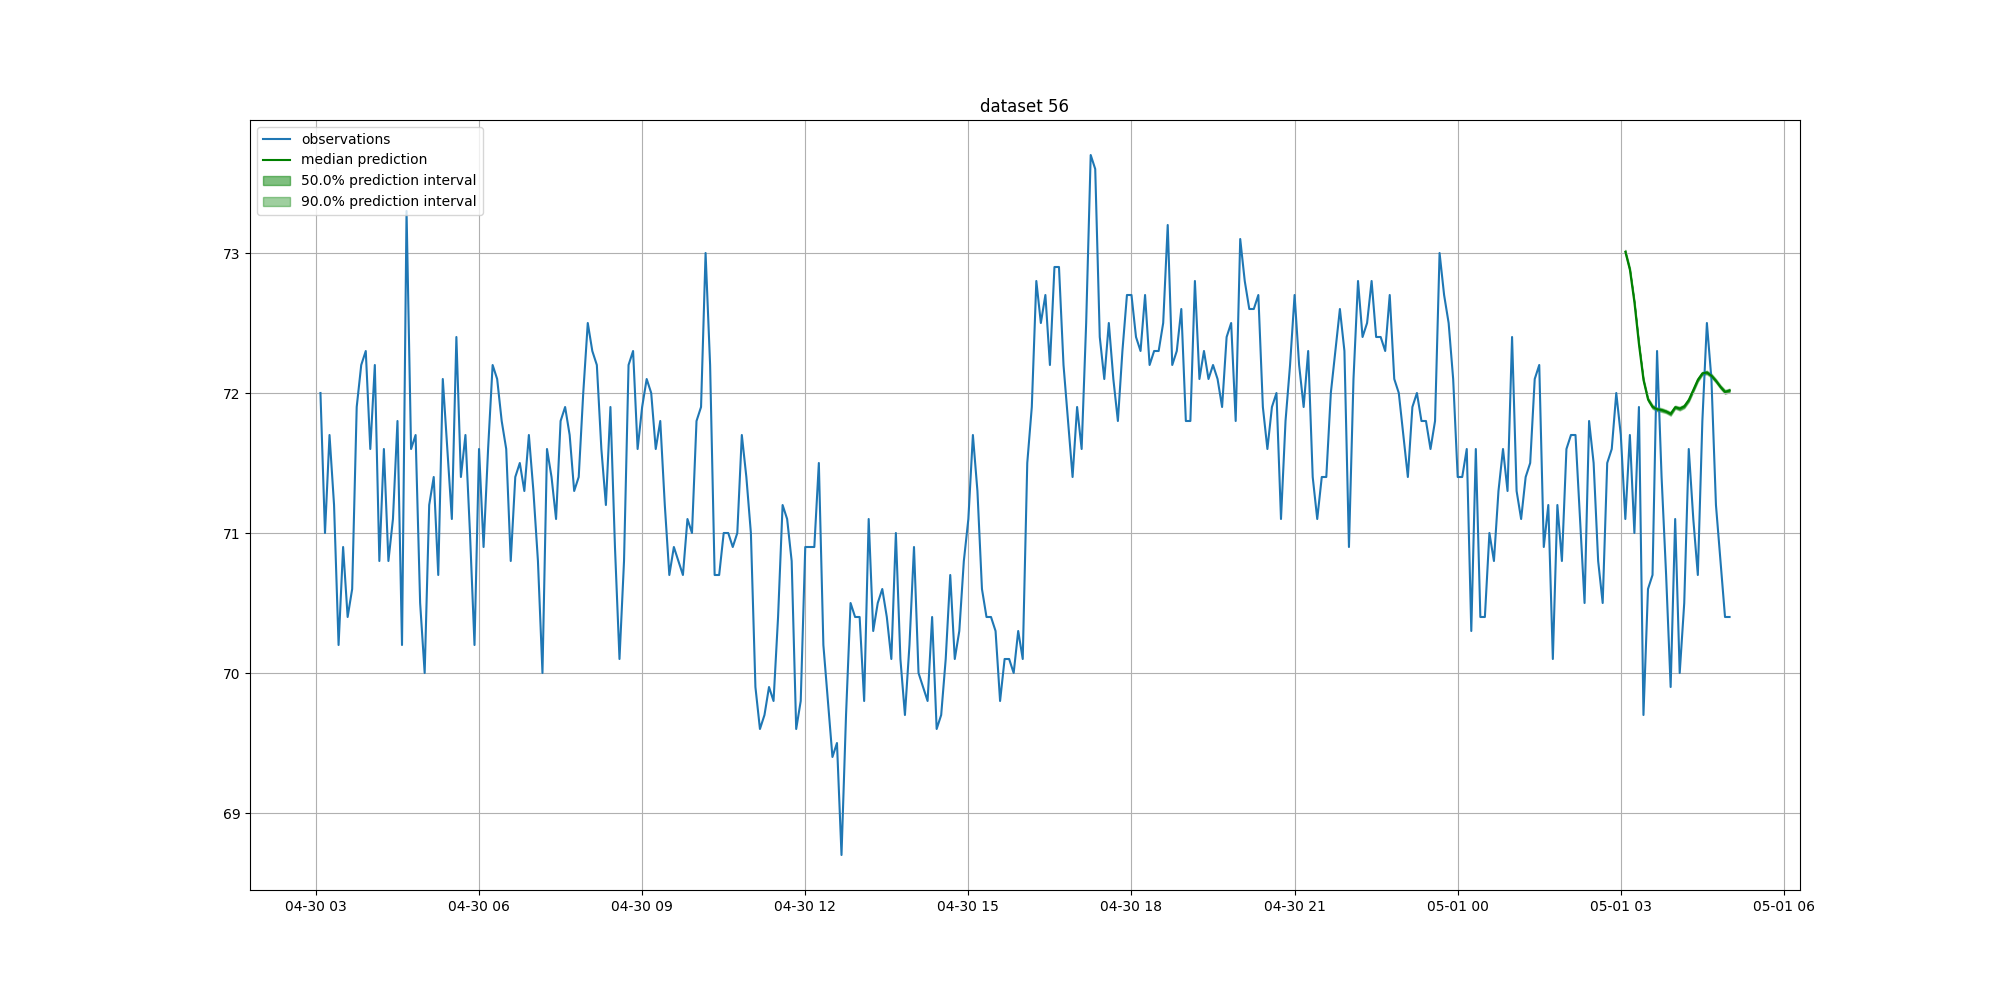 dataset 56
observations
median prediction
50.0% prediction interval
90.0% prediction interval
73
72
71
70
69
04-30 03 04-30 06 04-30 09 04-30 12 04-30 15 04-30 18 04-30 21 05-01 00 05-01 03 05-01 06